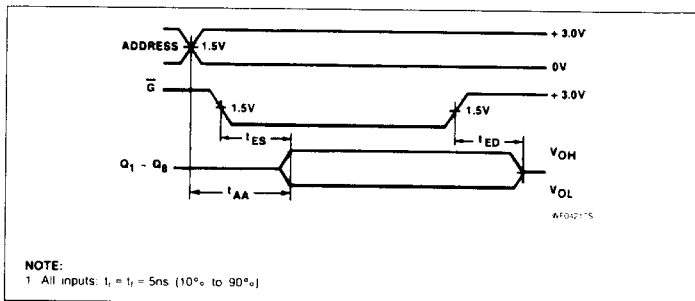 + 3.0V
ADDRESS 1.5V
0V
G
1.5V 1.5V + 3.0V
tES tED
VOH
Q1 - Q8
tAA VOL
NOTE:
1 All inputs: tr = tf = 5ns (10% to 90%)